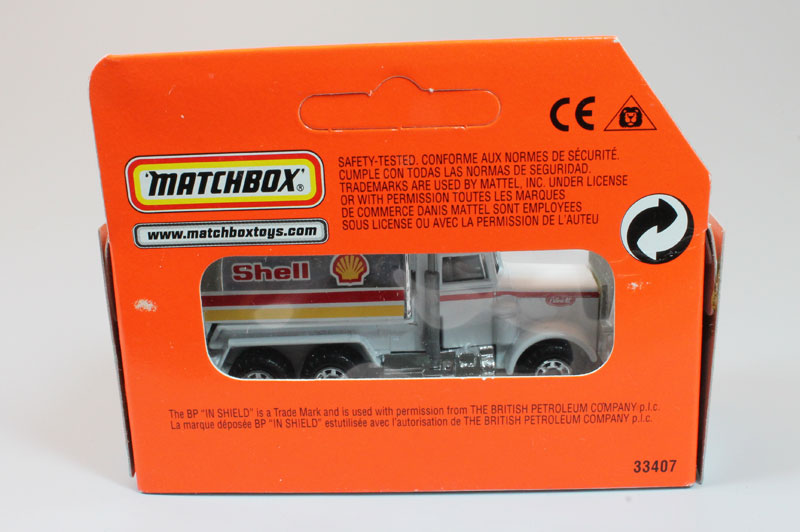 CE
SAFETY-TESTED. CONFORME AUX NORMES DE SÉCURITÉ.
CUMPLE CON TODAS LAS NORMAS DE SEGURIDAD.
TRADEMARKS ARE USED BY MATTEL, INC. UNDER LICENSE
OR WITH PERMISSION TOUTES LES MARQUES
DE COMMERCE DANIS MATTEL SONT EMPLOYEES
SOUS LICENSE OU AVEC LA PERMISSION DE L'AUTEU
'MATCHBOX'®
www.matchboxtoys.com
Shell
The BP "IN SHIELD" is a Trade Mark and is used with permission from THE BRITISH PETROLEUM COMPANY p.l.c.
La marque déposée BP "IN SHIELD" estutilisée avec l'autorisation de THE BRITISH PETROLEUM COMPANY p.l.c.
33407